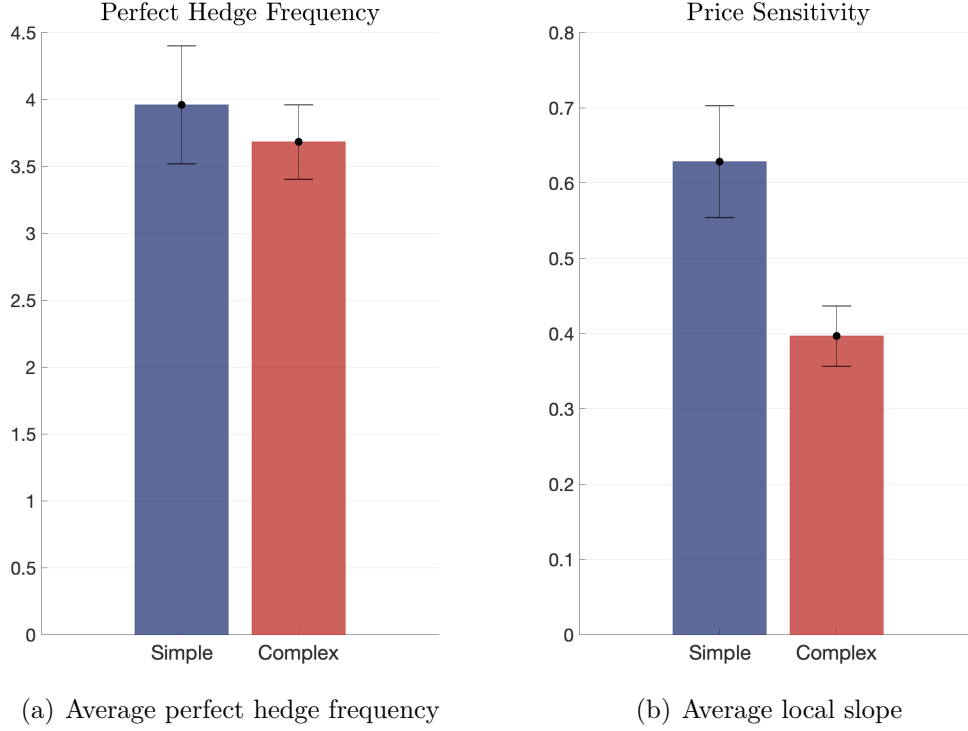 Perfect Hedge Frequency
4.5
4
3.5
3
2.5
2
1.5
1
0.5
0
Simple
Complex
(a) Average perfect hedge frequency
Price Sensitivity
0.8
0.7
0.6
0.5
0.4
0.3
0.2
0.1
0
Simple
Complex
(b) Average local slope